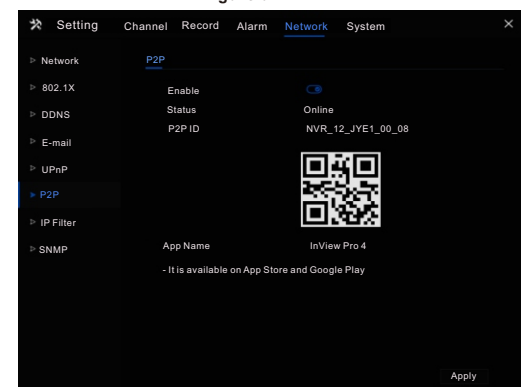 Setting Channel Record Alarm Network System
Network
802.1X
DDNS
E-mail
UPnP
P2P
IP Filter
SNMP
P2P
Enable
Status Online
P2P ID NVR_12_JYE1_00_08
App Name InView Pro 4
- It is available on App Store and Google Play
Apply